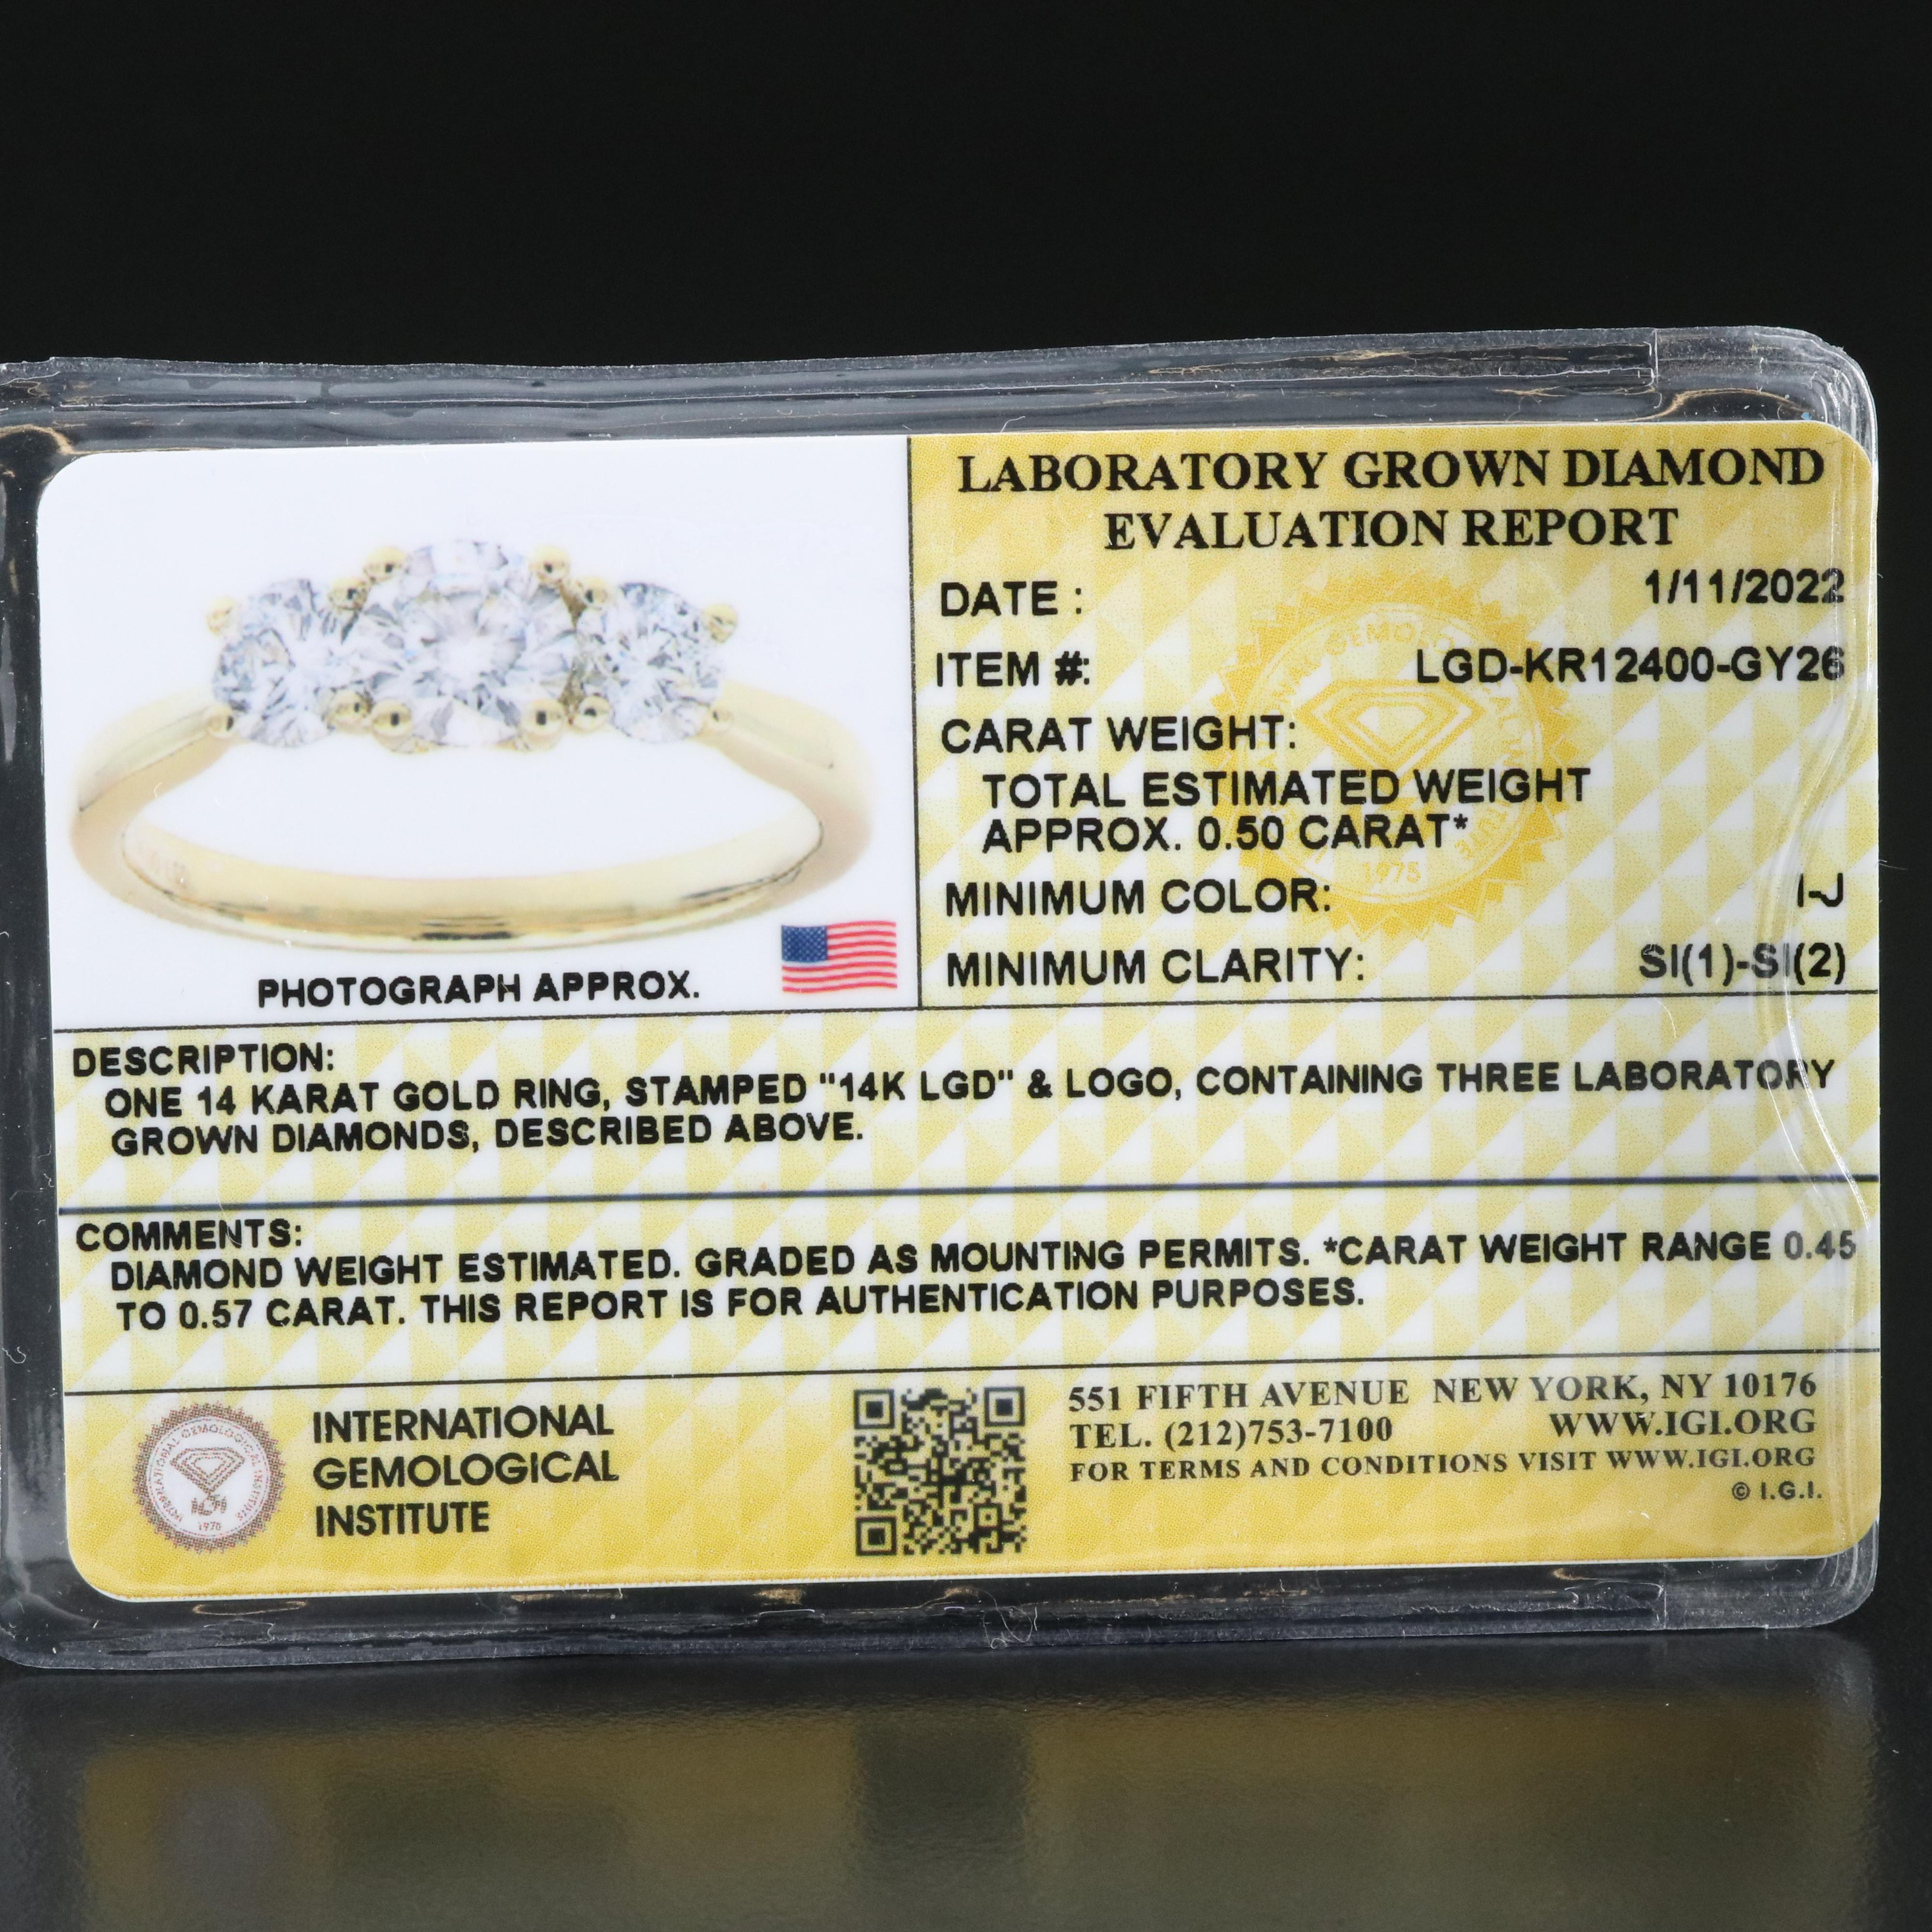 LABORATORY GROWN DIAMOND
EVALUATION REPORT
DATE : 1/11/2022
ITEM #: LGD-KR12400-GY26
CARAT WEIGHT:
TOTAL ESTIMATED WEIGHT
APPROX. 0.50 CARAT*
MINIMUM COLOR: I-J
MINIMUM CLARITY: SI(1)-SI(2)
1975
PHOTOGRAPH APPROX.
DESCRIPTION:
ONE 14 KARAT GOLD RING, STAMPED "14K LGD" & LOGO, CONTAINING THREE LABORATORY
GROWN DIAMONDS, DESCRIBED ABOVE.
COMMENTS:
DIAMOND WEIGHT ESTIMATED. GRADED AS MOUNTING PERMITS. *CARAT WEIGHT RANGE 0.45
TO 0.57 CARAT. THIS REPORT IS FOR AUTHENTICATION PURPOSES.
INTERNATIONAL GEMOLOGICAL INSTITUTE
1975
INTERNATIONAL
GEMOLOGICAL
INSTITUTE
551 FIFTH AVENUE NEW YORK, NY 10176
TEL. (212)753-7100 WWW.IGI.ORG
FOR TERMS AND CONDITIONS VISIT WWW.IGI.ORG
© I.G.I.